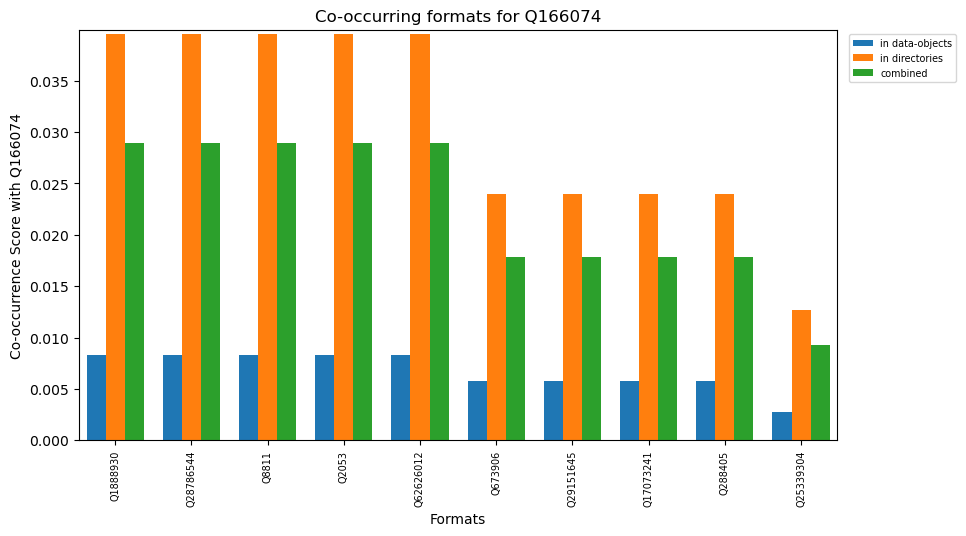 Co-occurring formats for Q166074
in data-objects
in directories
combined
Co-occurrence Score with Q166074
0.035
0.030
0.025
0.020
0.015
0.010
0.005
0.000
Q1888930
Q28786544
Q8811
Q2053
Q62626012
Q673906
Q29151645
Q17073241
Q288405
Q25339304
Formats